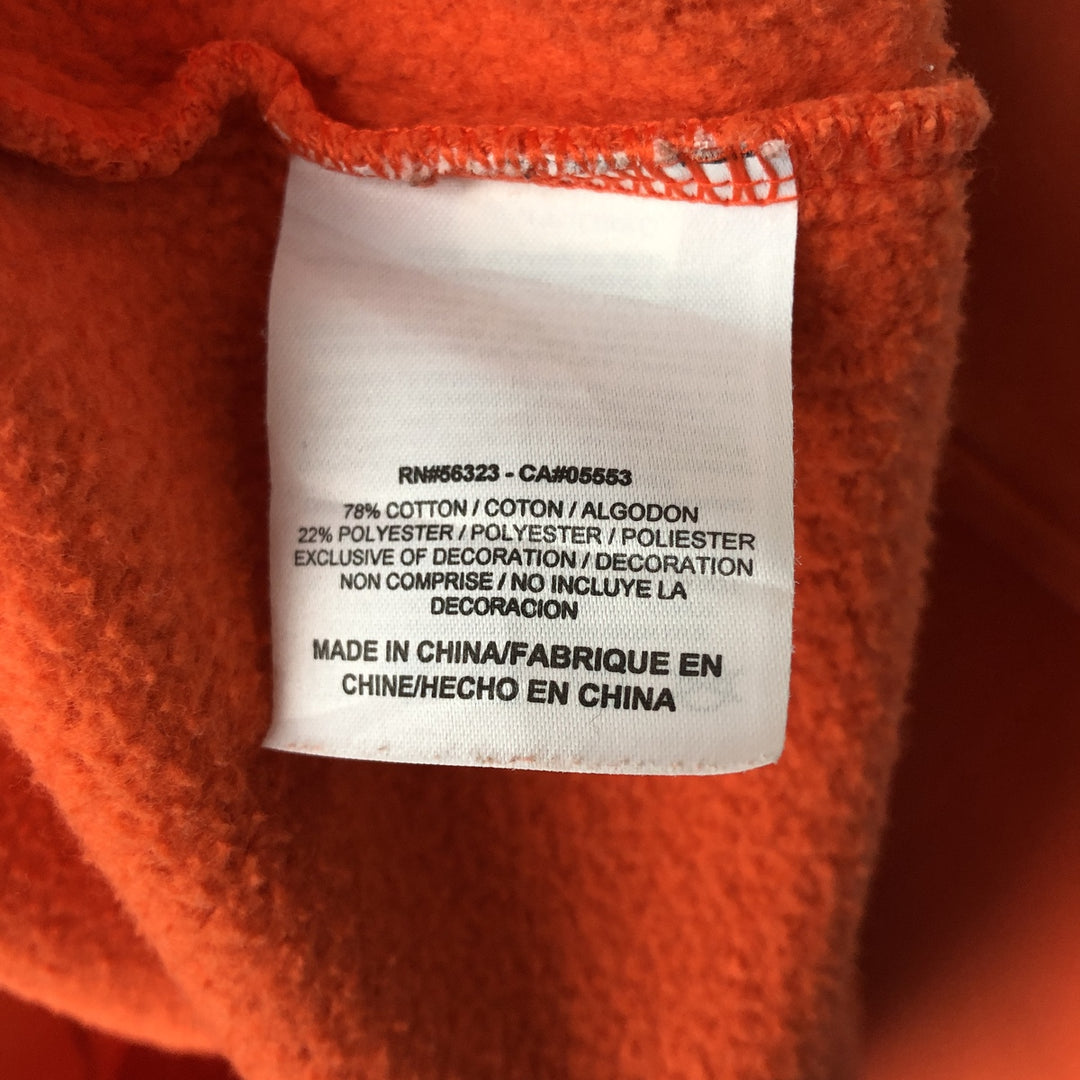 RN#56323 - CA#05553
78% COTTON / COTON / ALGODON
22% POLYESTER / POLYESTER / POLIESTER
EXCLUSIVE OF DECORATION / DECORATION
NON COMPRISE / NO INCLUYE LA
DECORACION
MADE IN CHINA/FABRIQUE EN
CHINE/HECHO EN CHINA